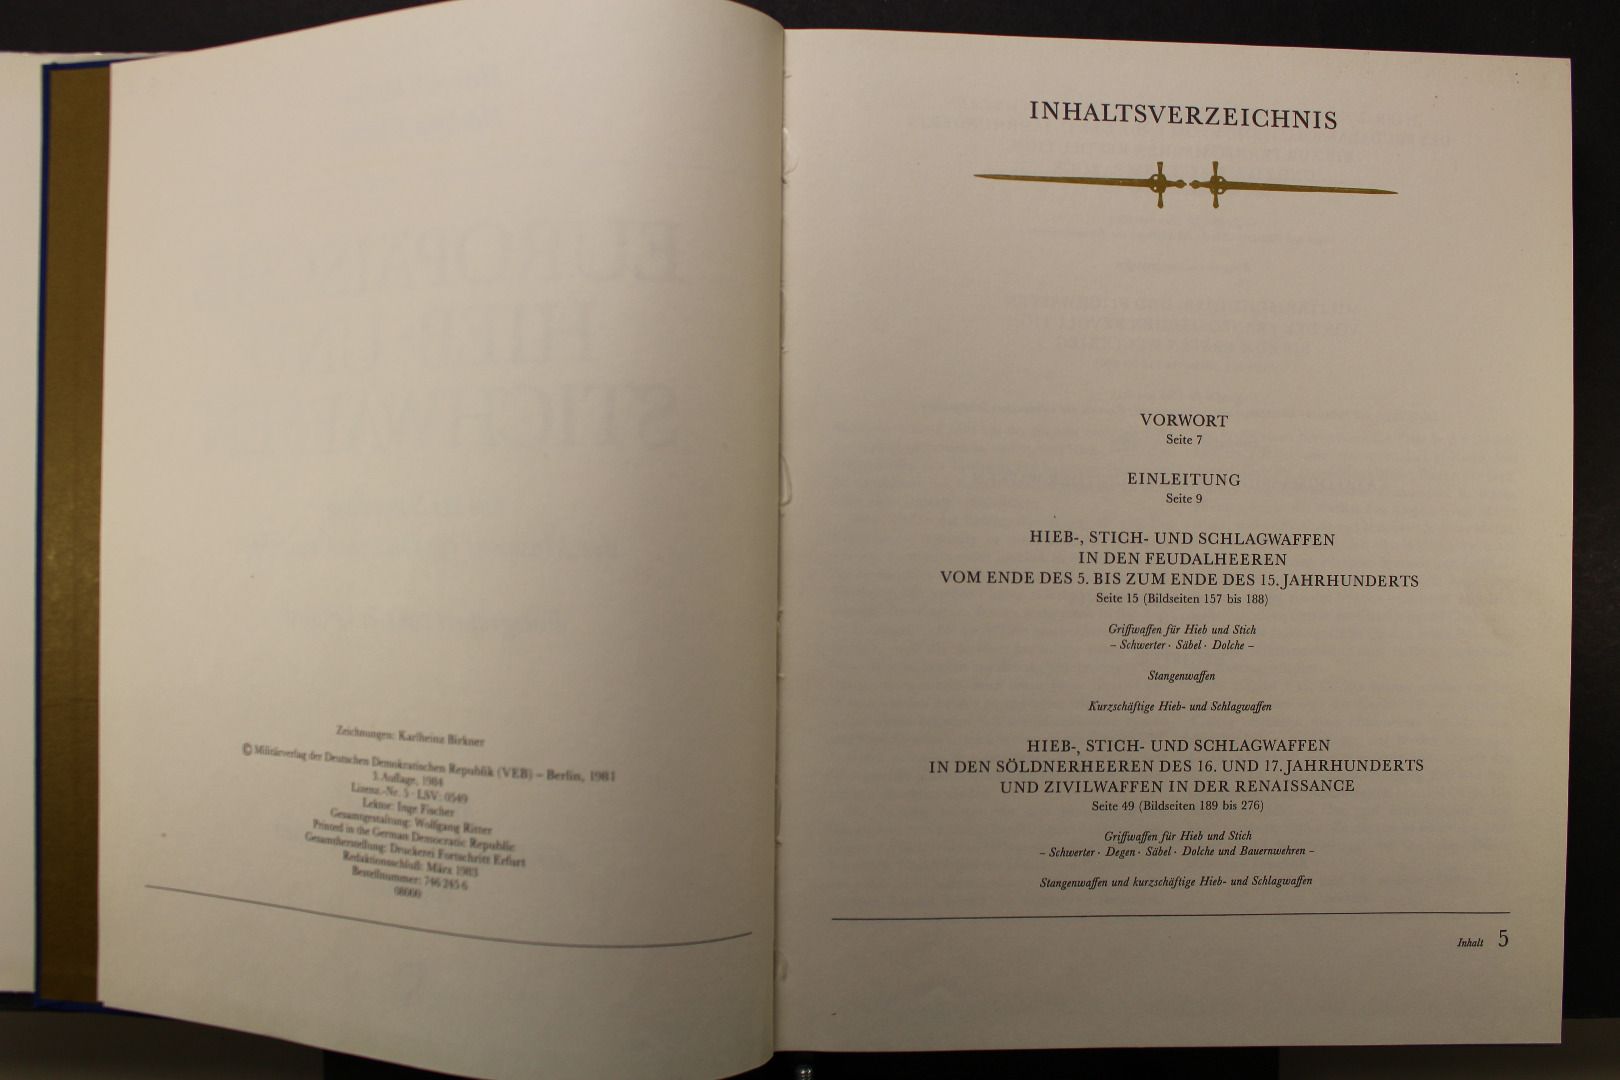 Zeichnungen: Karlheinz Birkner
© Militärverlag der Deutschen Demokratischen Republik (VEB) – Berlin, 1981
3. Auflage, 1984
Lizenz-Nr. 5 · LSV: 0549
Lektor: Inge Fischer
Gesamtgestaltung: Wolfgang Ritter
Printed in the German Democratic Republic
Gesamtherstellung: Druckerei Fortschritt Erfurt
Redaktionsschluß: März 1983
Bestellnummer: 746 245 6
08000
INHALTSVERZEICHNIS
VORWORT
Seite 7
EINLEITUNG
Seite 9
HIEB-, STICH- UND SCHLAGWAFFEN
IN DEN FEUDALHEEREN
VOM ENDE DES 5. BIS ZUM ENDE DES 15. JAHRHUNDERTS
Seite 15 (Bildseiten 157 bis 188)
Griffwaffen für Hieb und Stich
– Schwerter · Säbel · Dolche –
Stangenwaffen
Kurzschäftige Hieb- und Schlagwaffen
HIEB-, STICH- UND SCHLAGWAFFEN
IN DEN SÖLDNERHEEREN DES 16. UND 17. JAHRHUNDERTS
UND ZIVILWAFFEN IN DER RENAISSANCE
Seite 49 (Bildseiten 189 bis 276)
Griffwaffen für Hieb und Stich
– Schwerter · Degen · Säbel · Dolche und Bauernwehren –
Stangenwaffen und kurzschäftige Hieb- und Schlagwaffen
Inhalt 5